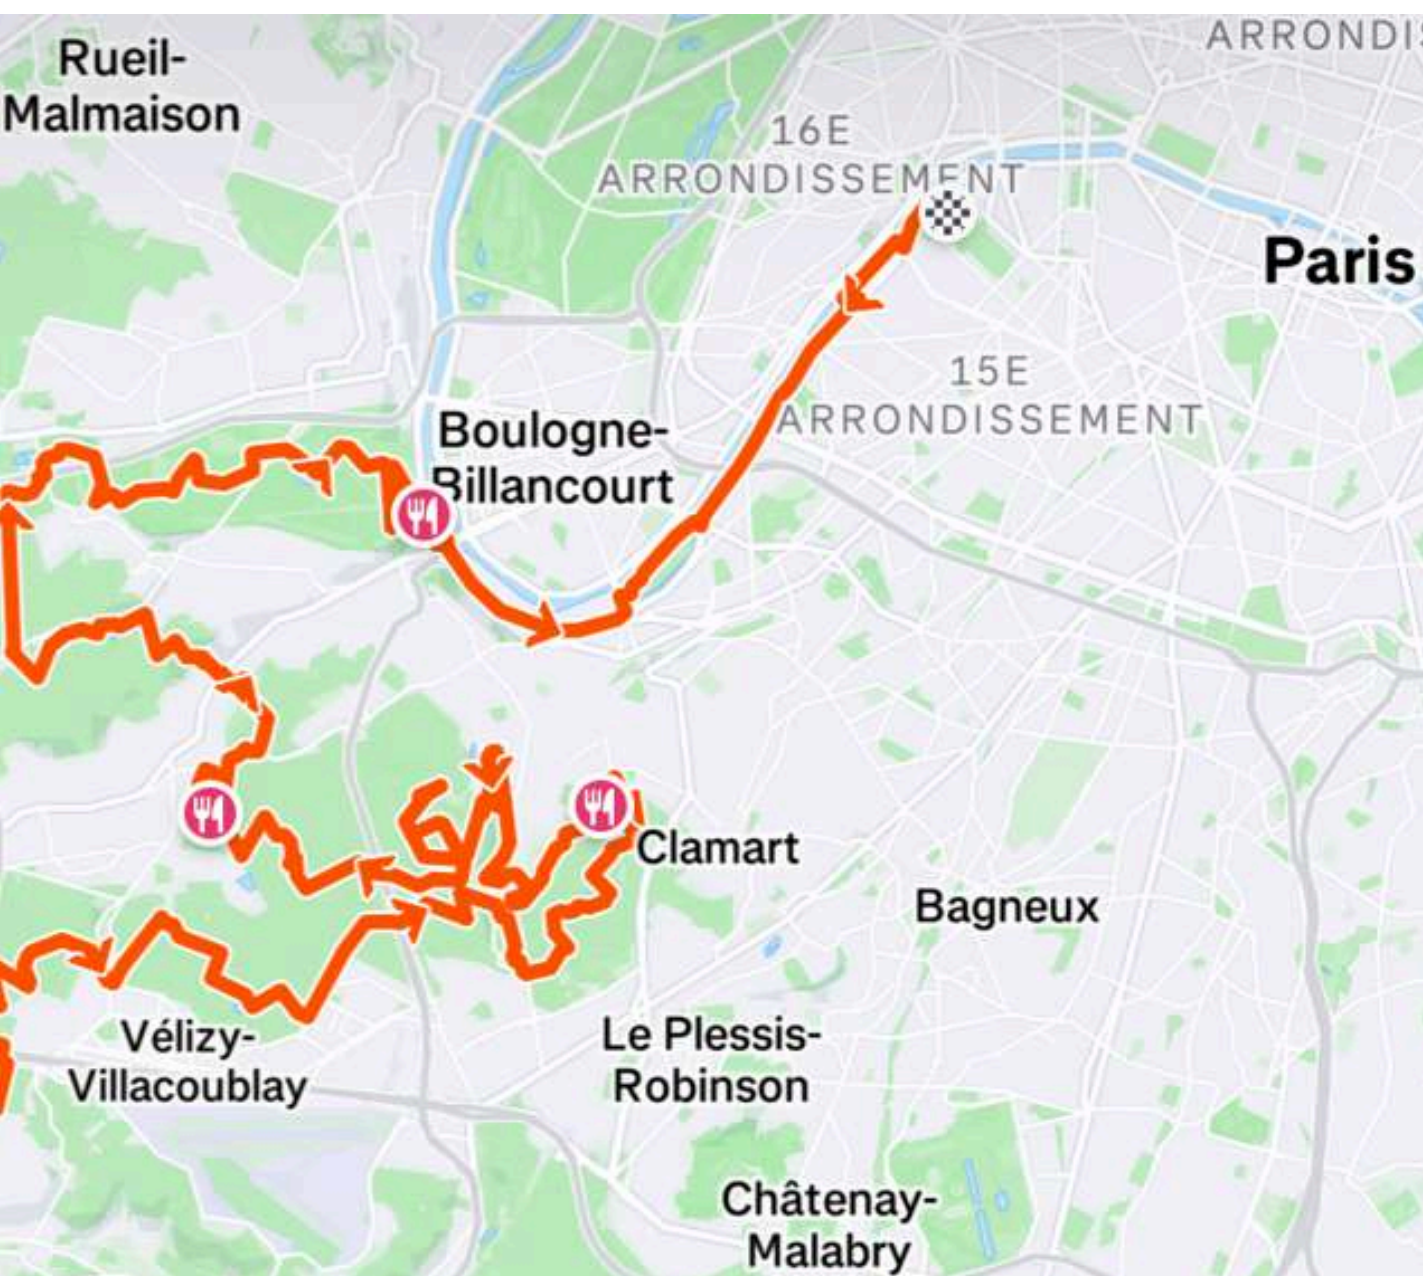 ARRONDIS
Rueil-
Malmaison
16E
ARRONDISSEMENT
Paris
15E
ARRONDISSEMENT
Boulogne-
Billancourt
Clamart
Bagneux
Vélizy-
Villacoublay
Le Plessis-
Robinson
Châtenay-
Malabry